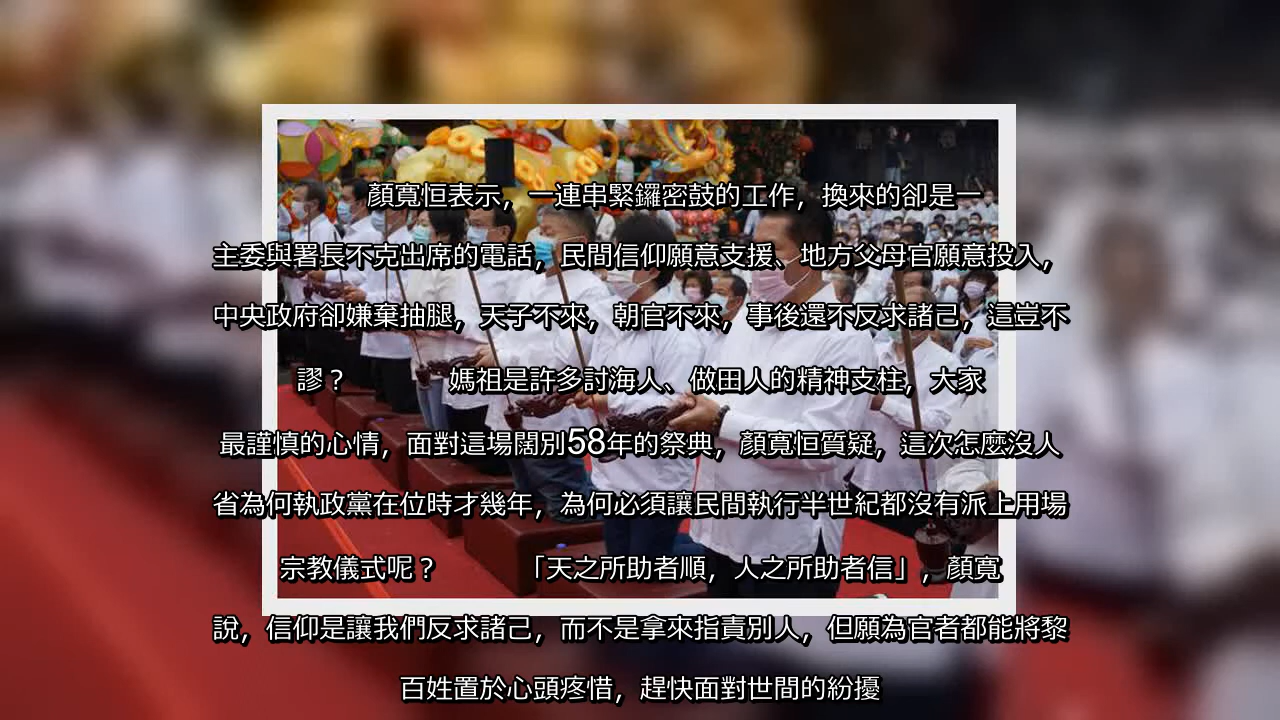 顏寬恒表示，一連串緊鑼密鼓的工作，換來的卻是一
主委與署長不克出席的電話，民間信仰願意支援、地方父母官願意投入，
中央政府卻嫌棄抽腿，天子不來，朝官不來，事後還不反求諸己，這豈不
謬？ 媽祖是許多討海人、做田人的精神支柱，大家
最謹慎的心情，面對這場闊別58年的祭典，顏寬恒質疑，這次怎麼沒人
省為何執政黨在位時才幾年，為何必須讓民間執行半世紀都沒有派上用場
宗教儀式呢？ 「天之所助者順，人之所助者信」，顏寬
說，信仰是讓我們反求諸己，而不是拿來指責別人，但願為官者都能將黎
百姓置於心頭疼惜，趕快面對世間的紛擾